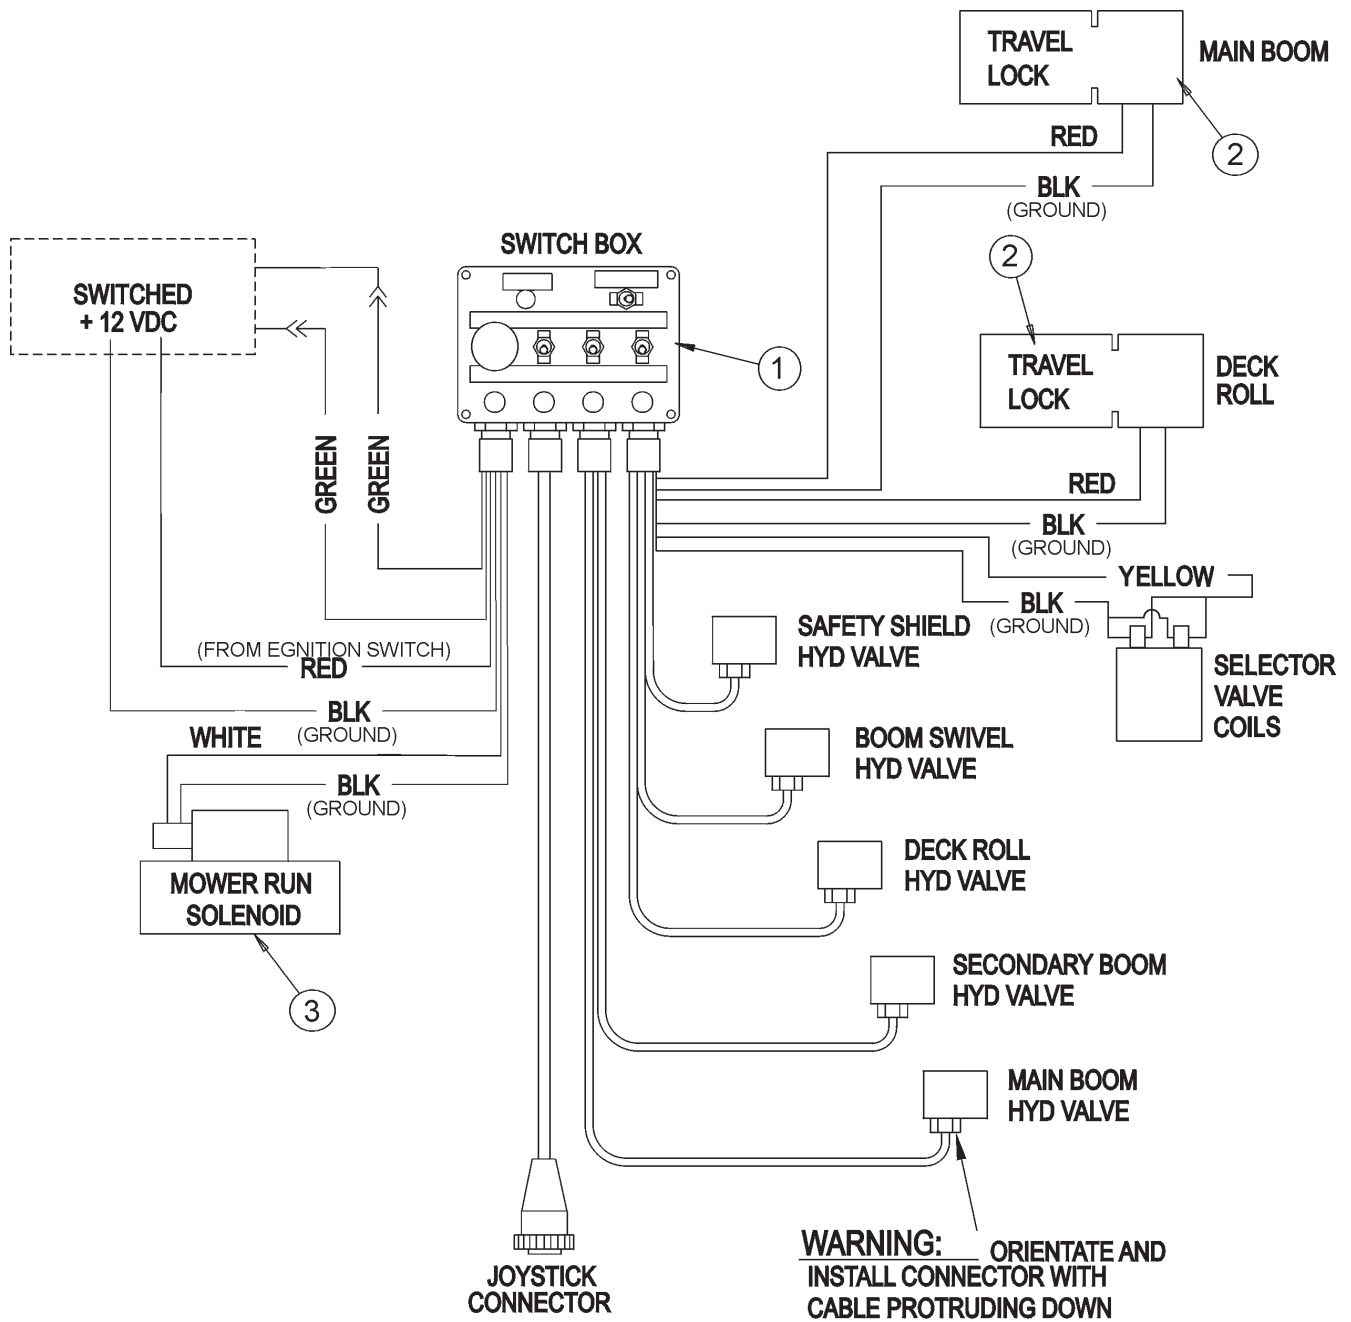 TRAVEL
LOCK
MAIN BOOM
RED
2
BLK
(GROUND)
SWITCH BOX
2
SWITCHED
+ 12 VDC
1
TRAVEL
LOCK
DECK
ROLL
GREEN
GREEN
RED
BLK
(GROUND)
YELLOW
BLK
(GROUND)
SAFETY SHIELD
HYD VALVE
(FROM EGNITION SWITCH)
RED
SELECTOR
VALVE
COILS
BLK
(GROUND)
WHITE
BOOM SWIVEL
HYD VALVE
BLK
(GROUND)
DECK ROLL
HYD VALVE
MOWER RUN
SOLENOID
3
SECONDARY BOOM
HYD VALVE
MAIN BOOM
HYD VALVE
WARNING: ORIENTATE AND
INSTALL CONNECTOR WITH
CABLE PROTRUDING DOWN
JOYSTICK
CONNECTOR